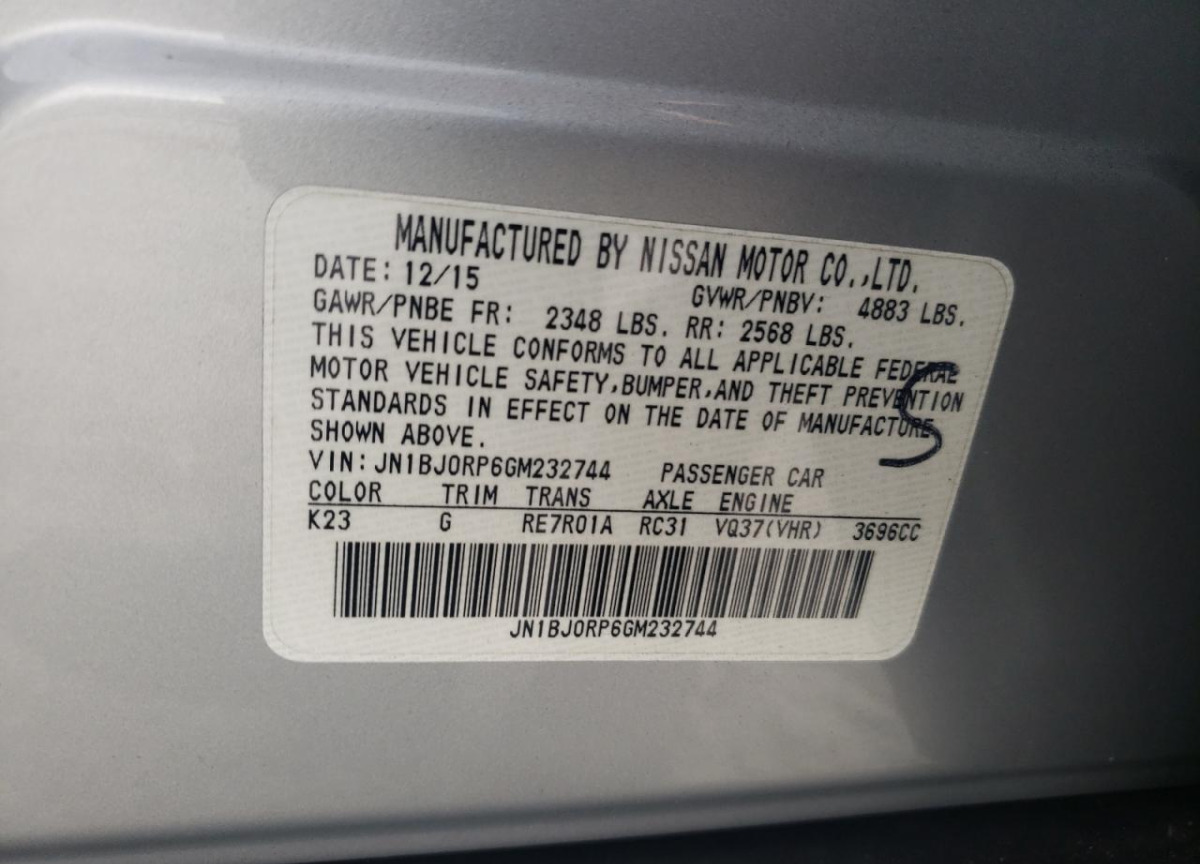 MANUFACTURED BY NISSAN MOTOR CO.,LTD.
DATE: 12/15 GVWR/PNBV: 4883 LBS.
GAWR/PNBE FR: 2348 LBS. RR: 2568 LBS.
THIS VEHICLE CONFORMS TO ALL APPLICABLE FEDERAL
MOTOR VEHICLE SAFETY,BUMPER,AND THEFT PREVENTION
STANDARDS IN EFFECT ON THE DATE OF MANUFACTURE
SHOWN ABOVE.
S
VIN: JN1BJ0RP6GM232744 PASSENGER CAR
COLOR TRIM TRANS AXLE ENGINE
K23 G RE7R01A RC31 VQ37(VHR) 3696CC
JN1BJ0RP6GM232744